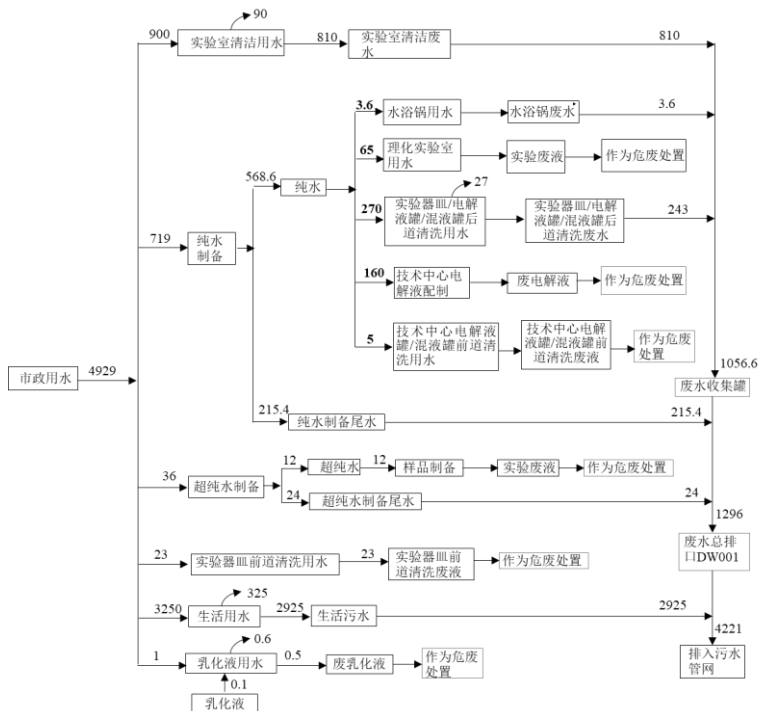 90
900
实验室清洁用水
810
实验室清洁废
水
810
3.6
水浴锅用水
水浴锅废水
3.6
65
理化实验室
用水
实验废液
作为危废处置
568.6
纯水
27
270
实验器皿/电解
液罐/混液罐后
道清洗用水
实验器皿/电
解液罐/混液罐后
道清洗废水
243
719
纯水
制备
160
技术中心电
解液配制
废电解液
作为危废处置
5
技术中心电解液
罐/混液罐前道清
洗用水
技术中心电解
液罐/混液罐前
道清洗废液
作为危废
处置
市政用水
4929
1056.6
废水收集罐
215.4
纯水制备尾水
215.4
36
超纯水制备
12
超纯水
12
样品制备
实验废液
作为危废处置
24
超纯水制备尾水
24
1296
废水总排
口DW001
23
实验器皿前道清洗用水
23
实验器皿前
道清洗废液
作为危废处置
325
3250
生活用水
2925
生活污水
2925
4221
排入污水
管网
0.6
1
乳化液用水
0.5
废乳化液
作为危废
处置
0.1
乳化液